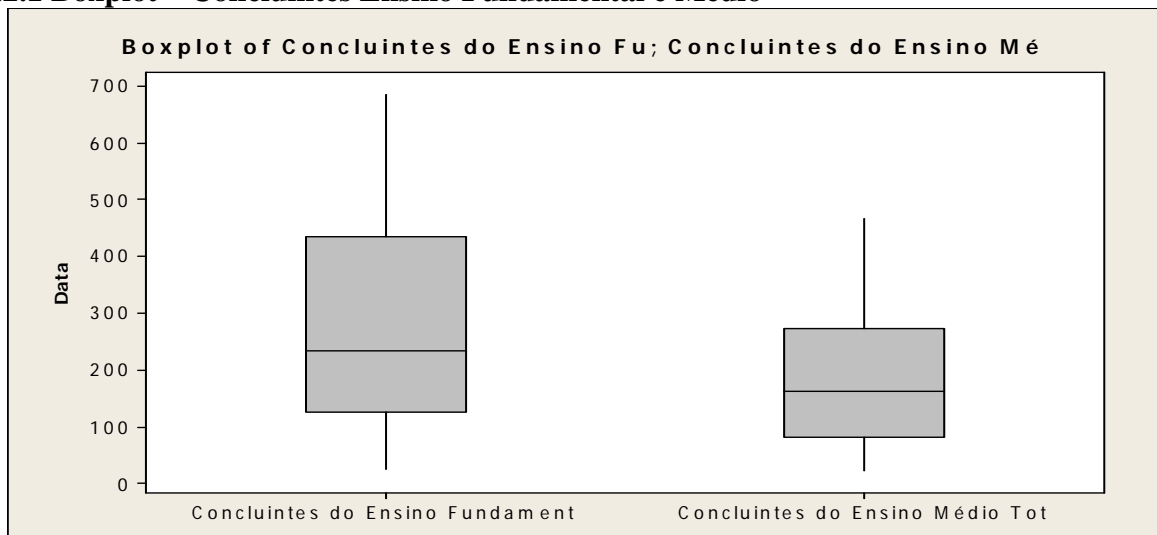 Boxplot of Concluintes do Ensino Fu; Concluintes do Ensino Mé
700
600
500
400
300
200
100
0
Data
Concluintes do Ensino Fundament
Concluintes do Ensino Médio Tot